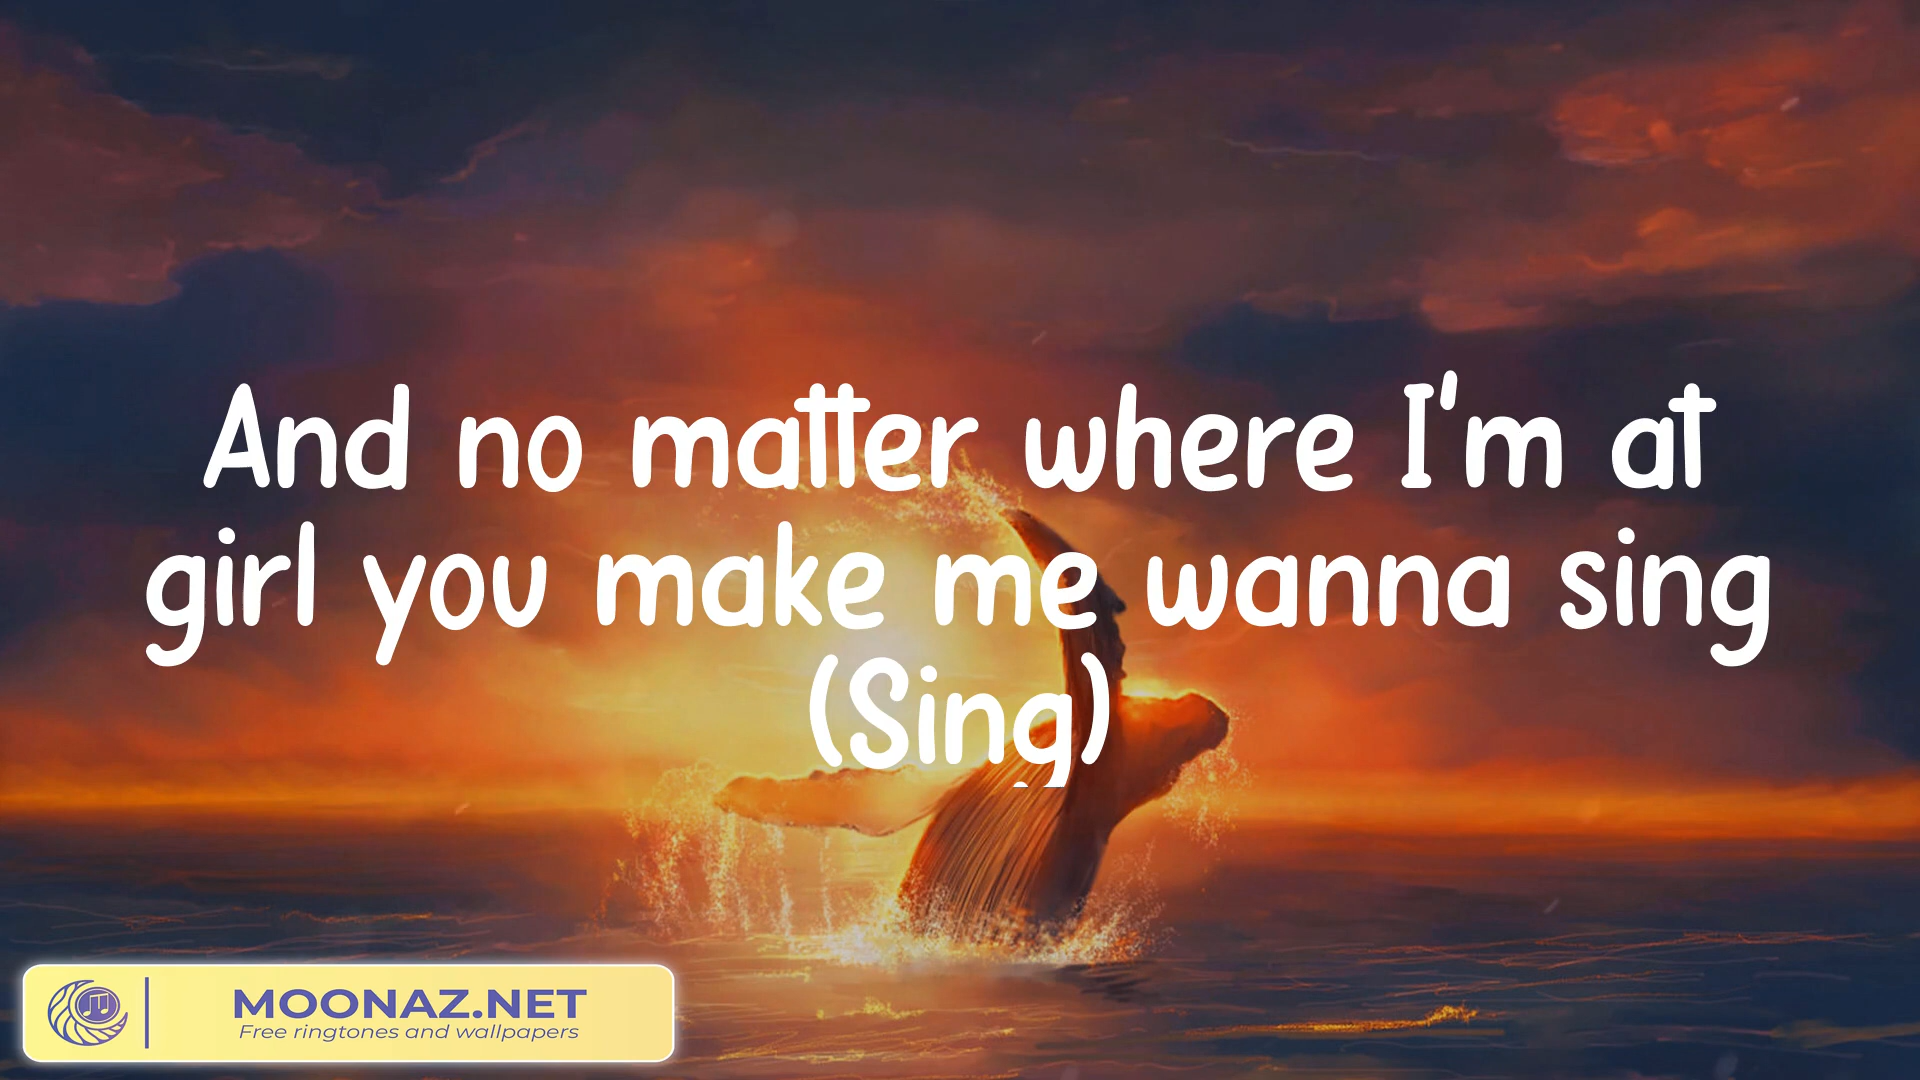 And no matter where I'm at
girl you make me wanna sing
(Sing)
MOONAZ.NET
Free ringtones and wallpapers